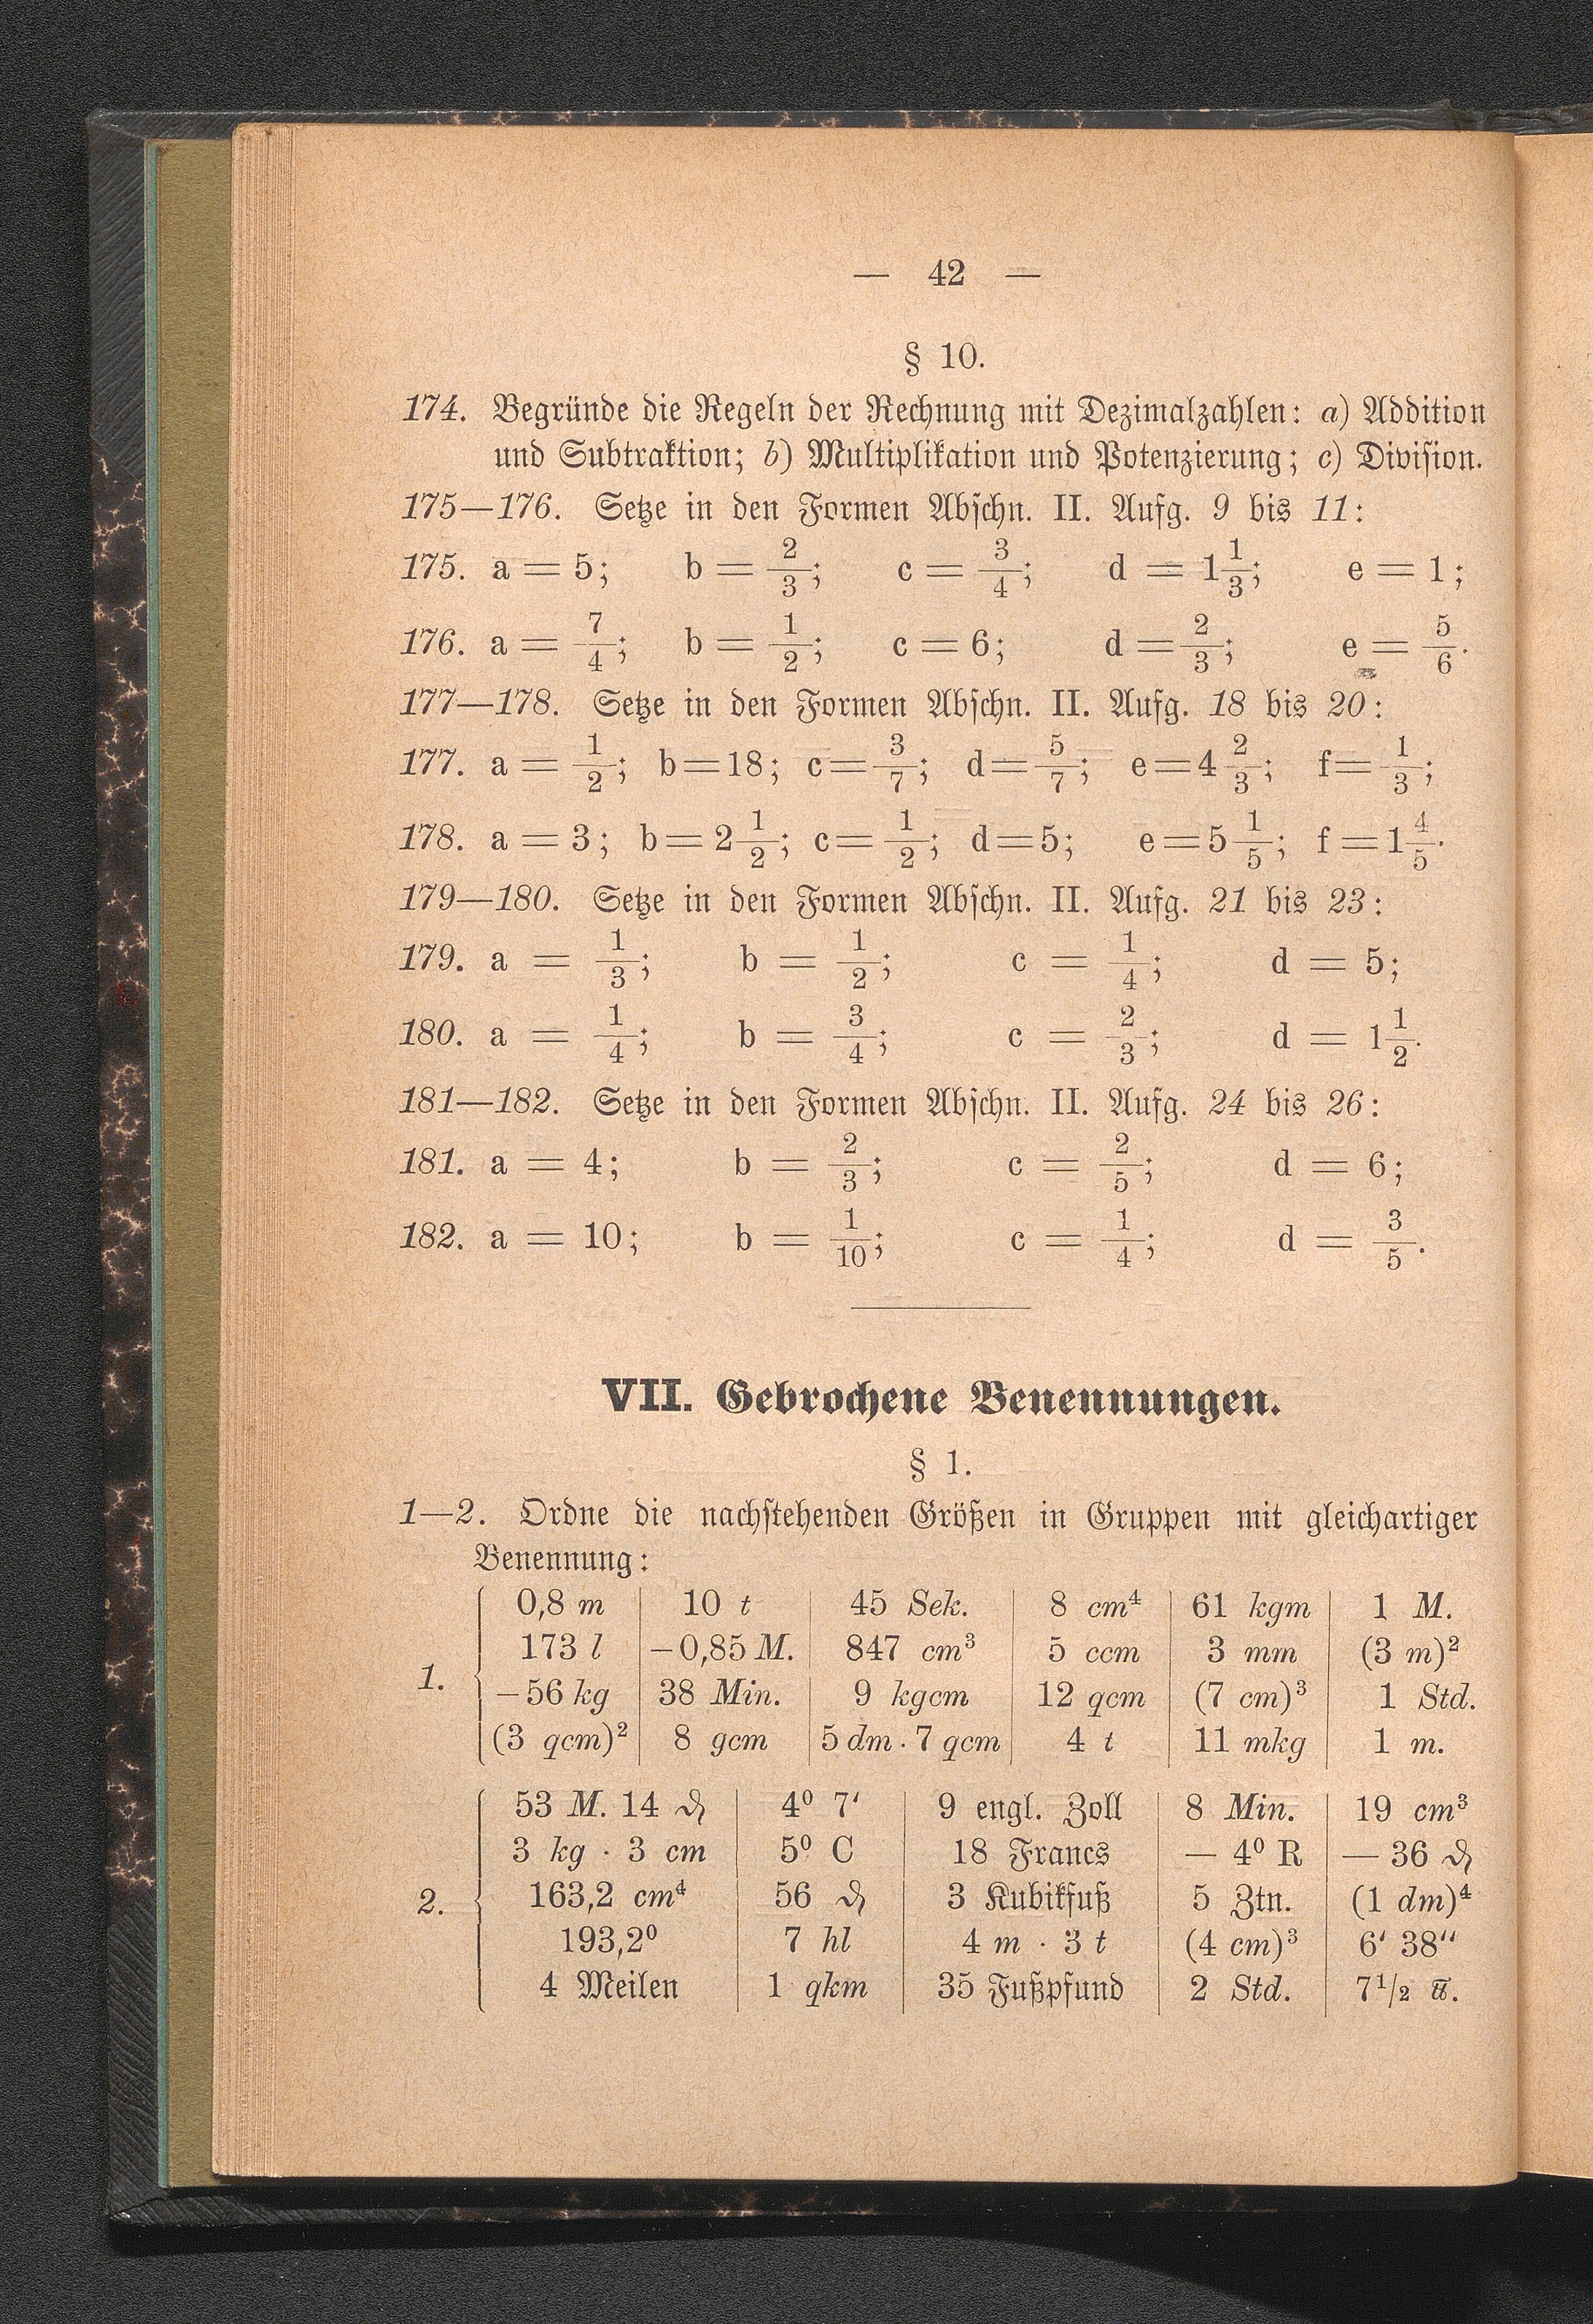 — 42 —
§ 10.
174. Begründe die Regeln der Rechnung mit Dezimalzahlen: a) Addition
und Subtraktion; b) Multiplikation und Potenzierung; c) Division.
175—176. Setze in den Formen Abschn. II. Aufg. 9 bis 11:
175. a = 5; b = 2/3; c = 3/4; d = 1 1/3; e = 1;
176. a = 7/4; b = 1/2; c = 6; d = 2/3; e = 5/6.
177—178. Setze in den Formen Abschn. II. Aufg. 18 bis 20:
177. a = 1/2; b = 18; c = 3/7; d = 5/7; e = 4 2/3; f = 1/3;
178. a = 3; b = 2 1/2; c = 1/2; d = 5; e = 5 1/5; f = 1 4/5.
179—180. Setze in den Formen Abschn. II. Aufg. 21 bis 23:
179. a = 1/3; b = 1/2; c = 1/4; d = 5;
180. a = 1/4; b = 3/4; c = 2/3; d = 1 1/2.
181—182. Setze in den Formen Abschn. II. Aufg. 24 bis 26:
181. a = 4; b = 2/3; c = 2/5; d = 6;
182. a = 10; b = 1/10; c = 1/4; d = 3/5.
VII. Gebrochene Benennungen.
§ 1.
1—2. Ordne die nachstehenden Größen in Gruppen mit gleichartiger
Benennung:
1.
0,8 m | 10 t | 45 Sek. | 8 cm⁴ | 61 kgm | 1 M.
173 l | −0,85 M. | 847 cm³ | 5 ccm | 3 mm | (3 m)²
−56 kg | 38 Min. | 9 kgcm | 12 qcm | (7 cm)³ | 1 Std.
(3 qcm)² | 8 gcm | 5 dm · 7 qcm | 4 t | 11 mkg | 1 m.
2.
53 M. 14 ₰ | 4⁰ 7′ | 9 engl. Zoll | 8 Min. | 19 cm³
3 kg · 3 cm | 5⁰ C | 18 Francs | — 4⁰ R | — 36 ₰
163,2 cm⁴ | 56 ₰ | 3 Kubikfuß | 5 Ztn. | (1 dm)⁴
193,2⁰ | 7 hl | 4 m · 3 t | (4 cm)³ | 6′ 38″
4 Meilen | 1 qkm | 35 Fußpfund | 2 Std. | 7¹/₂ ℔.